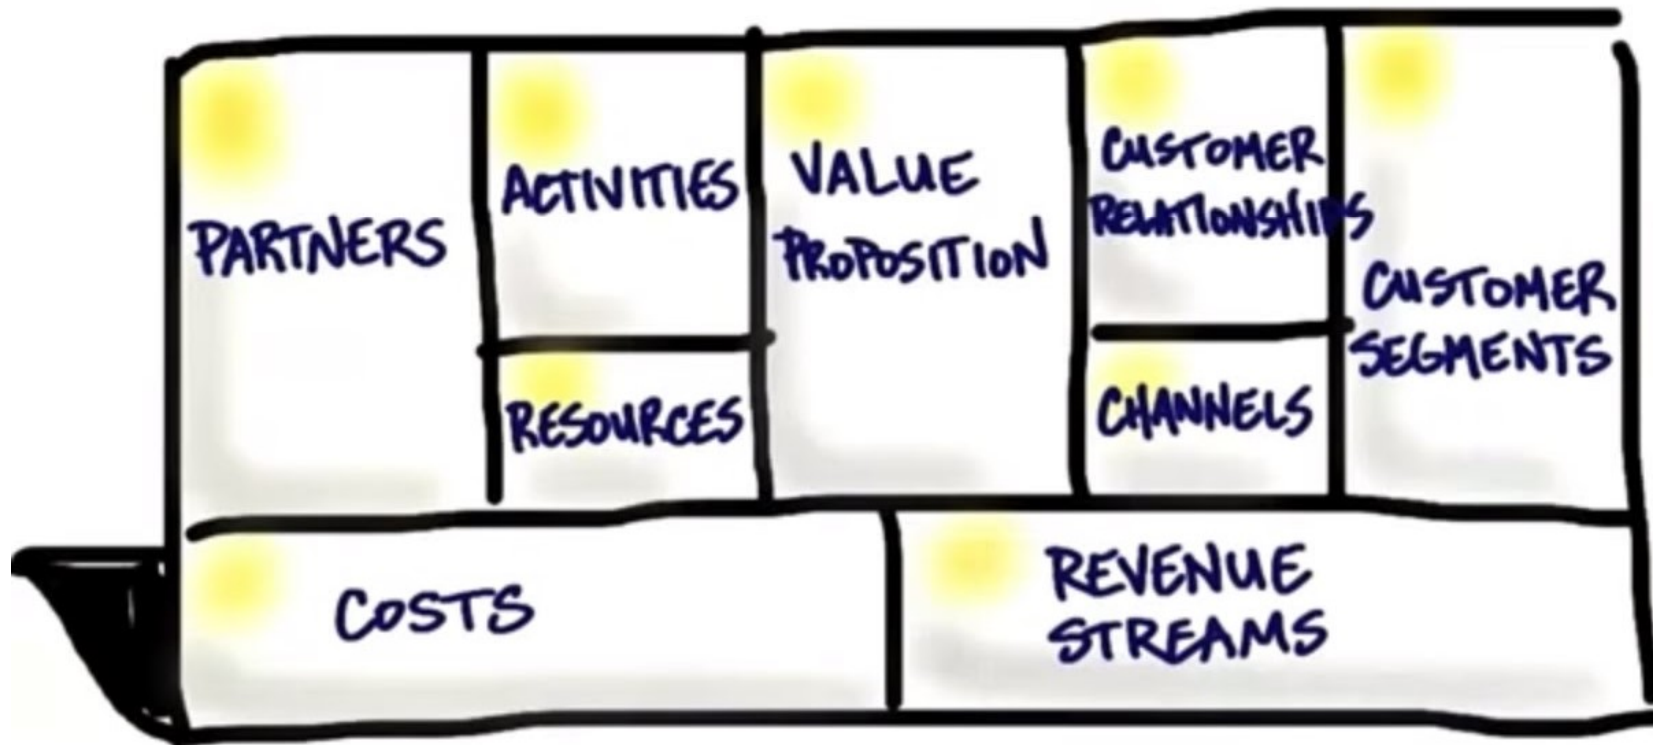 PARTNERS
ACTIVITIES
RESOURCES
VALUE
PROPOSITION
CUSTOMER
RELATIONSHIPS
CHANNELS
CUSTOMER
SEGMENTS
COSTS
REVENUE
STREAMS